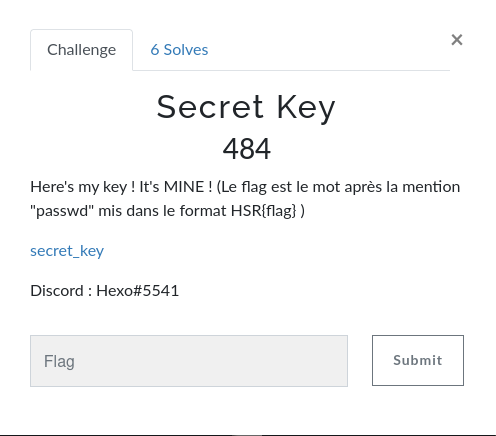 Challenge
6 Solves
×
Secret Key
484
Here's my key ! It's MINE ! (Le flag est le mot après la mention
"passwd" mis dans le format HSR{flag} )
secret_key
Discord : Hexo#5541
Flag
Submit